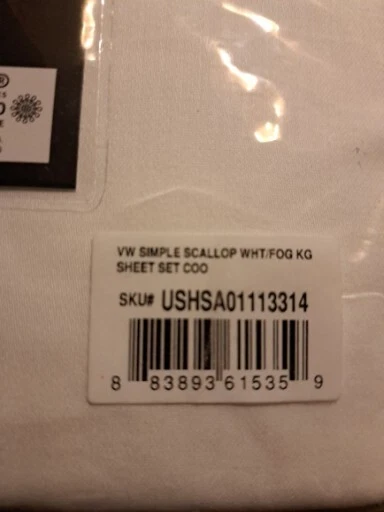 VW SIMPLE SCALLOP WHT/FOG KG
SHEET SET COO
SKU# USHSA01113314
8 83893 61535 9